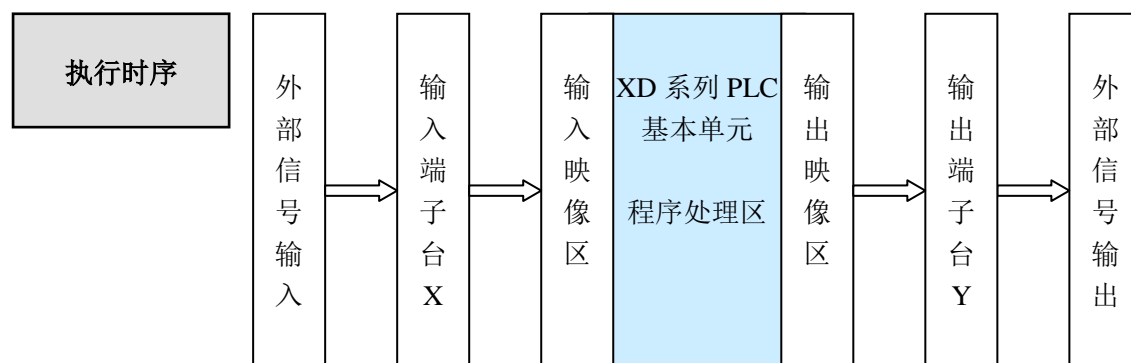 执行时序
外部信号输入
输入端子台X
输入映像区
XD 系列 PLC
基本单元
程序处理区
输出映像区
输出端子台Y
外部信号输出